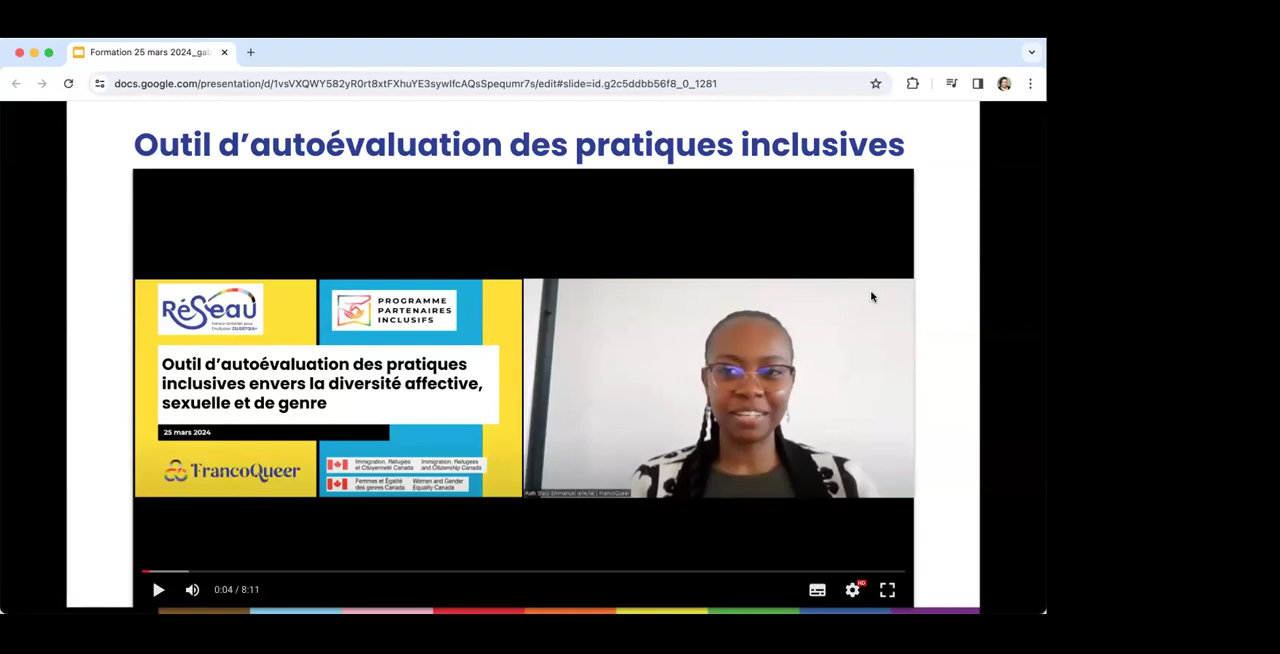 Formation 25 mars 2024_ga
docs.google.com/presentation/d/1vsVXQWY582yR0rt8xtFXhuYE3sywIfcAQsSpequmr7s/edit#slide=id.g2c5ddbb56f8_0_1281
Outil d’autoévaluation des pratiques inclusives
RéSeau
PROGRAMME
PARTENAIRES
INCLUSIFS
Outil d’autoévaluation des pratiques
inclusives envers la diversité affective,
sexuelle et de genre
25 mars 2024
FrancoQueer
Immigration, Réfugiés
et Citoyenneté Canada
Immigration, Refugees
and Citizenship Canada
Femmes et Égalité
des genres Canada
Women and Gender
Equality Canada
0:04 / 8:11
HD